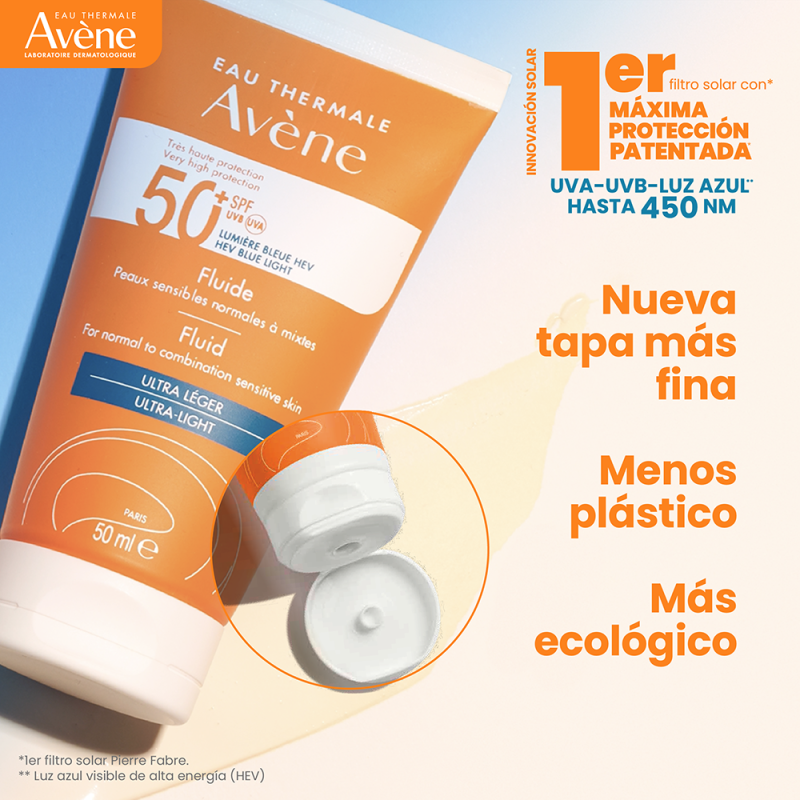 EAU THERMALE
Avène
LABORATOIRE DERMATOLOGIQUE
EAU THERMALE
Avène
Très haute protection
Very high protection
50+ SPF
UVB UVA
LUMIÈRE BLEUE HEV
HEV BLUE LIGHT
Fluide
Peaux sensibles normales à mixtes
Fluid
For normal to combination sensitive skin
ULTRA LÉGER
ULTRA-LIGHT
PARIS
50 ml e
PARIS
INNOVACIÓN SOLAR
1er
filtro solar con*
MÁXIMA
PROTECCIÓN
PATENTADA
UVA-UVB-LUZ AZUL**
HASTA 450 NM
Nueva
tapa más
fina
Menos
plástico
Más
ecológico
*1er filtro solar Pierre Fabre.
** Luz azul visible de alta energía (HEV)